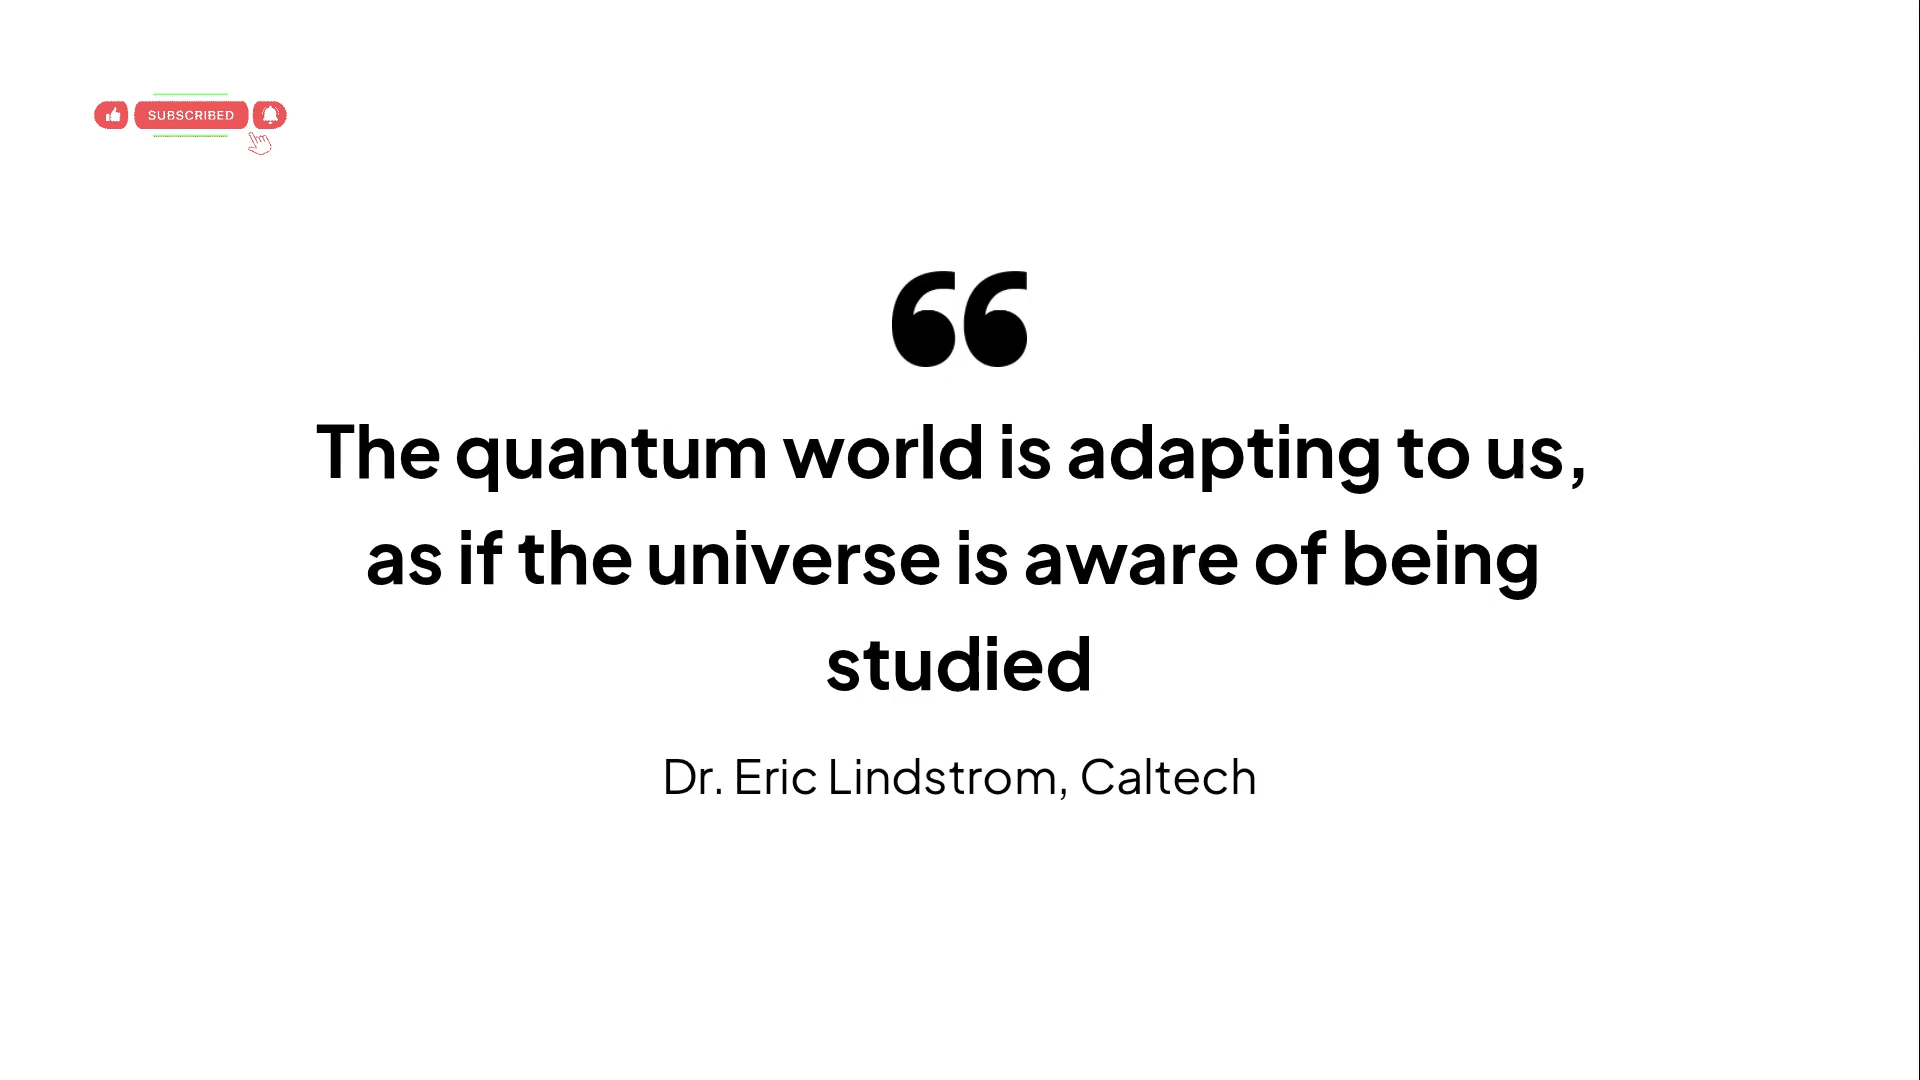 SUBSCRIBED
“
The quantum world is adapting to us,
as if the universe is aware of being
studied
Dr. Eric Lindstrom, Caltech